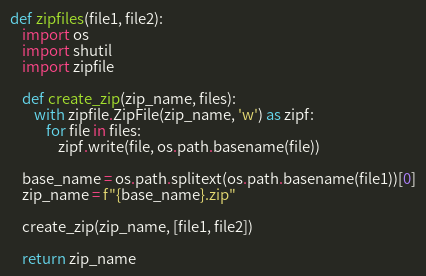 def zipfiles(file1, file2):
    import os
    import shutil
    import zipfile

    def create_zip(zip_name, files):
        with zipfile.ZipFile(zip_name, 'w') as zipf:
            for file in files:
                zipf.write(file, os.path.basename(file))

    base_name = os.path.splitext(os.path.basename(file1))[0]
    zip_name = f"{base_name}.zip"

    create_zip(zip_name, [file1, file2])

    return zip_name